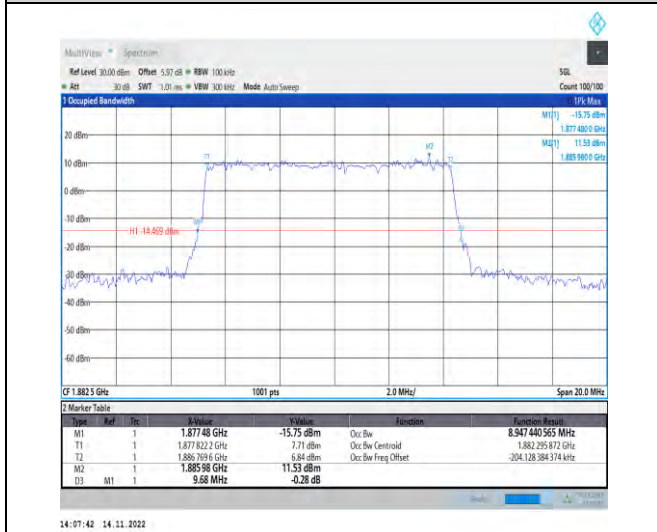 MultiView Spectrum
Ref Level 30.00 dBm Offset 5.97 dB RBW 100 kHz SGL
Att 30 dB SWT 1.01 ms VBW 300 kHz Mode Auto Sweep Count 100/100
1 Occupied Bandwidth 1Pk Max
M1[1] -15.75 dBm
1.877 480 0 GHz
M2[1] 11.53 dBm
1.885 980 0 GHz
20 dBm
M2
T1 T2
10 dBm
0 dBm
-10 dBm
H1 -14.469 dBm
-20 dBm
-30 dBm
-40 dBm
-50 dBm
-60 dBm
CF 1.882 5 GHz 1001 pts 2.0 MHz/ Span 20.0 MHz
2 Marker Table
Type Ref Trc X-Value Y-Value Function Function Result
M1 1 1.877 48 GHz -15.75 dBm Occ Bw 8.947 440 565 MHz
T1 1 1.877 822 2 GHz 7.71 dBm Occ Bw Centroid 1.882 295 872 GHz
T2 1 1.886 769 6 GHz 6.84 dBm Occ Bw Freq Offset -204.128 384 374 kHz
M2 1 1.885 98 GHz 11.53 dBm
D3 M1 1 9.68 MHz -0.28 dB
14:07:42 14.11.2022